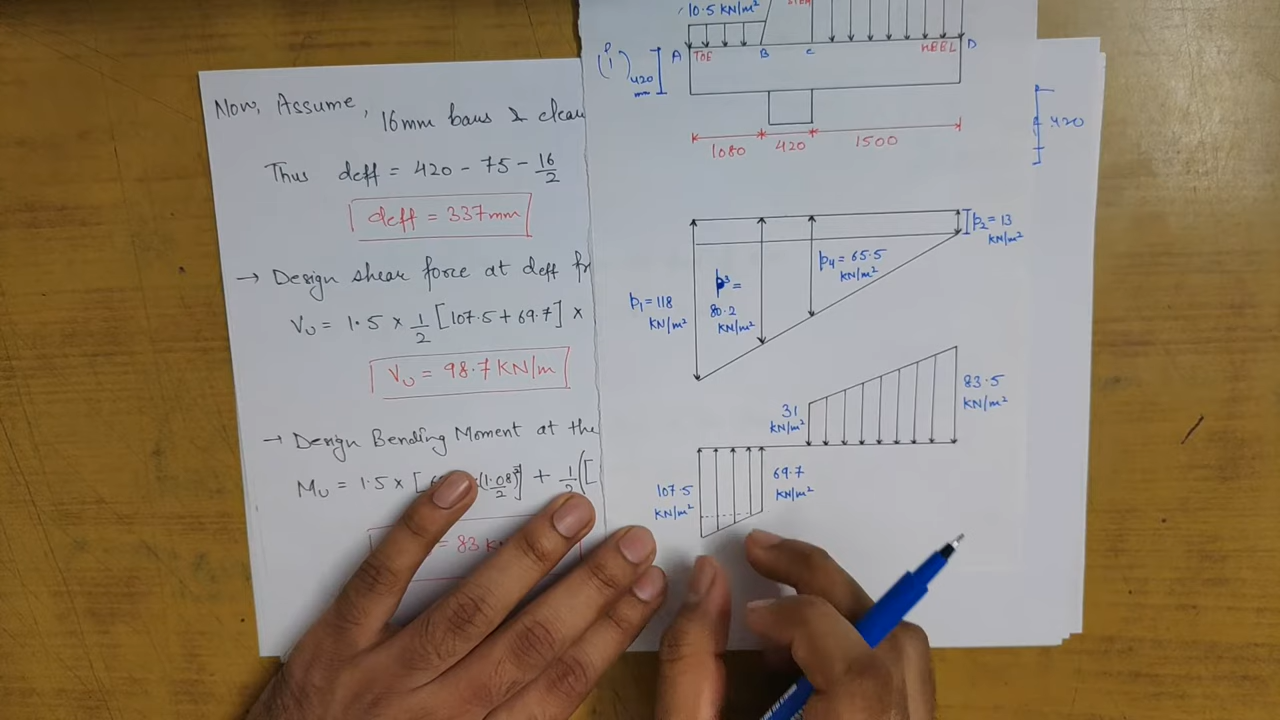 Now, Assume, 16mm bars & clear
Thus deff = 420 - 75 - 16/2
deff = 337mm
→ Design shear force at deff fr
VU = 1.5 × 1/2 [107.5 + 69.7] ×
VU = 98.7 KN/m
→ Design Bending Moment at the
MU = 1.5 × [ (1.08)²/2] + 1/2 ([
= 83 K
10.5 KN/m²
A TOE B C HEEL D
420
mm
420
1080 420 1500
p2 = 13
KN/m²
p4 = 65.5
KN/m²
p3 =
80.2
KN/m²
p1 = 118
KN/m²
83.5
KN/m²
31
KN/m²
69.7
KN/m²
107.5
KN/m²